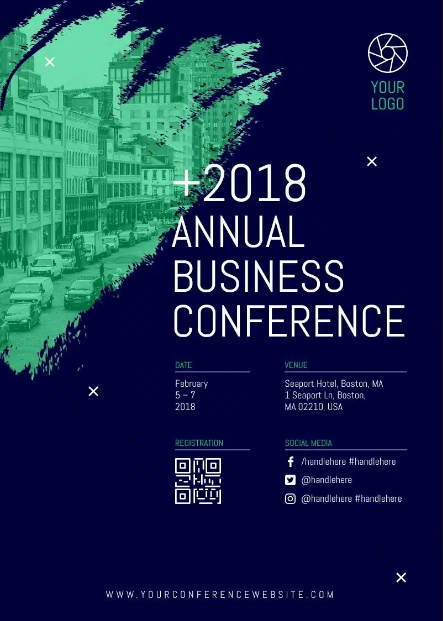 YOUR
LOGO
+2018
ANNUAL
BUSINESS
CONFERENCE
DATE
February
5 – 7
2018
VENUE
Seaport Hotel, Boston, MA
1 Seaport Ln, Boston,
MA 02210, USA
REGISTRATION
SOCIAL MEDIA
/handlehere #handlehere
@handlehere
@handlehere #handlehere
WWW.YOURCONFERENCEWEBSITE.COM